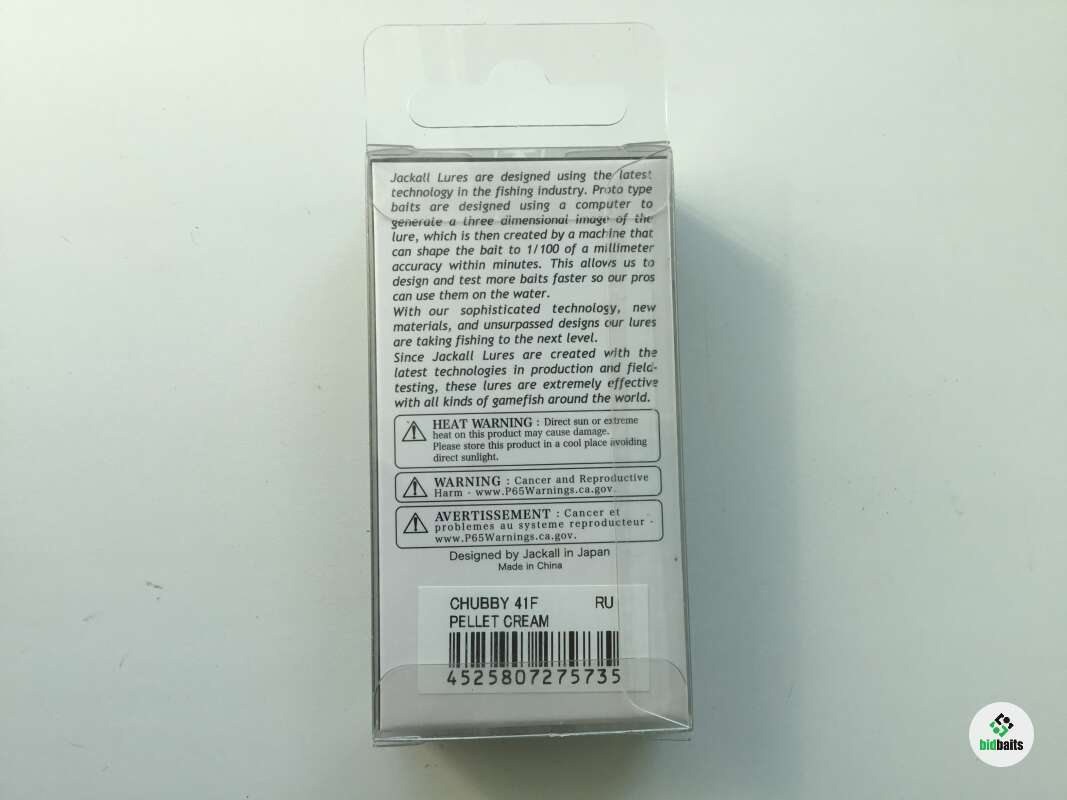 Jackall Lures are designed using the latest
technology in the fishing industry. Proto type
baits are designed using a computer to
generate a three dimensional image of the
lure, which is then created by a machine that
can shape the bait to 1/100 of a millimeter
accuracy within minutes. This allows us to
design and test more baits faster so our pros
can use them on the water.
With our sophisticated technology, new
materials, and unsurpassed designs our lures
are taking fishing to the next level.
Since Jackall Lures are created with the
latest technologies in production and field-
testing, these lures are extremely effective
with all kinds of gamefish around the world.
HEAT WARNING : Direct sun or extreme
heat on this product may cause damage.
Please store this product in a cool place avoiding
direct sunlight.
WARNING : Cancer and Reproductive
Harm - www.P65Warnings.ca.gov
AVERTISSEMENT : Cancer et
problemes au systeme reproducteur -
www.P65Warnings.ca.gov.
Designed by Jackall in Japan
Made in China
CHUBBY 41F RU
PELLET CREAM
4525807275735
bidbaits